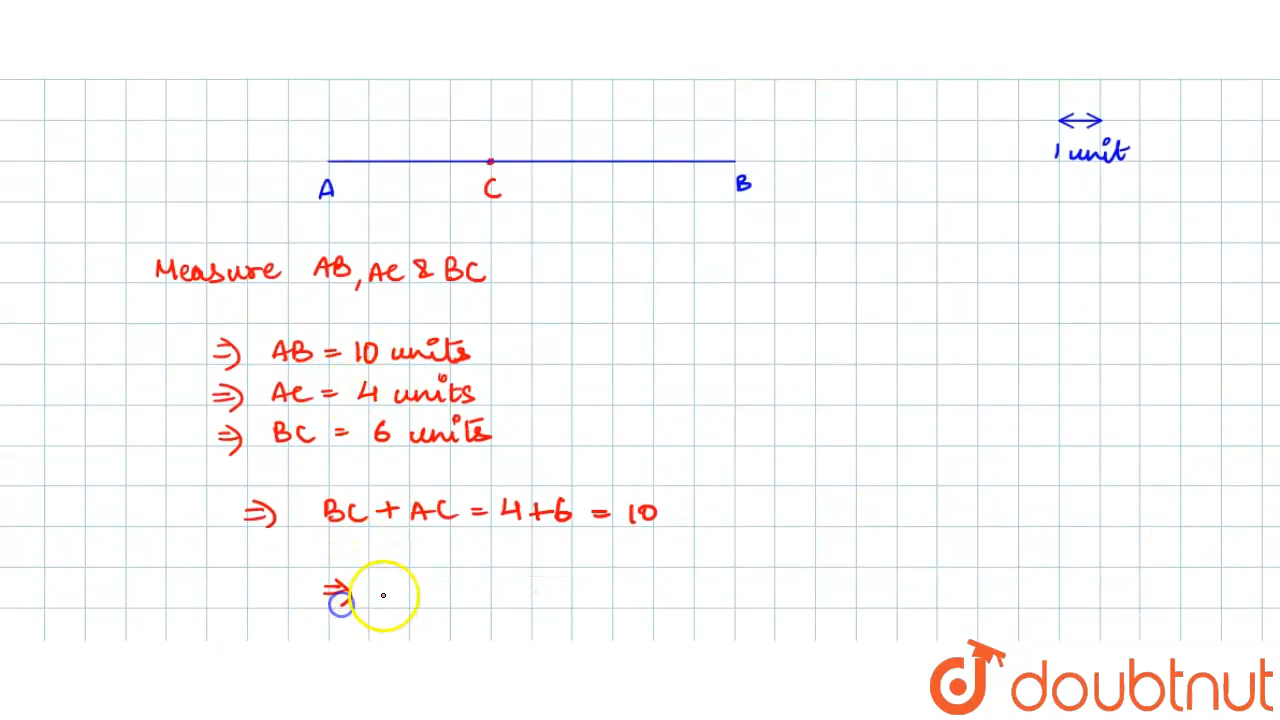 1 unit
A C B
Measure AB, AC & BC
⇒ AB = 10 units
⇒ AC = 4 units
⇒ BC = 6 units
⇒ BC + AC = 4+6 = 10
⇒
doubtnut